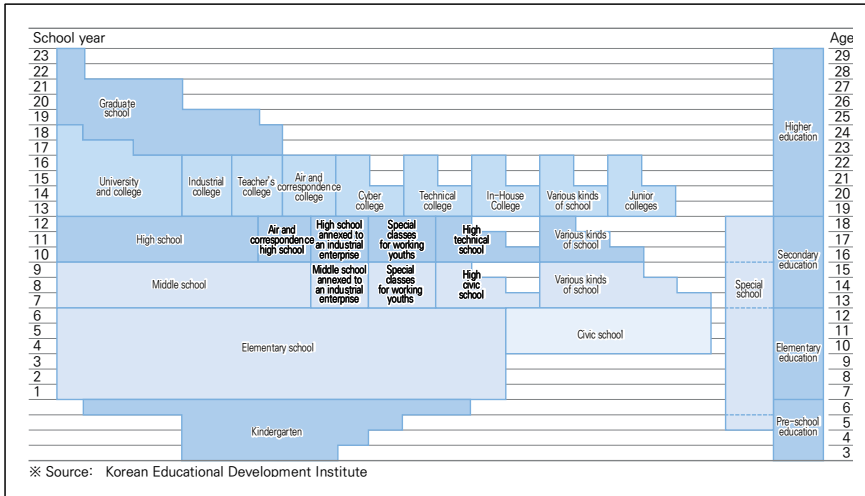 School year
Age
23
29
22
28
21
27
20
Graduate
school
26
19
25
18
24
Higher
education
17
23
16
22
15
University
and college
Industrial
college
Teacher's
college
Air and
correspondence
college
21
14
Cyber
college
Technical
college
In-House
College
Various kinds
of school
Junior
colleges
20
13
19
12
18
11
High school
Air and
correspondence
high school
High school
annexed to
an industrial
enterprise
Special
classes
for working
youths
High
technical
school
Various kinds
of school
17
10
16
Secondary
education
9
15
8
Middle school
Middle school
annexed to
an industrial
enterprise
Special
classes
for working
youths
High
civic
school
Various kinds
of school
Special
school
14
7
13
6
12
5
Civic school
11
4
Elementary school
10
3
Elementary
education
9
2
8
1
7
6
Kindergarten
Pre-school
education
5
4
3
※ Source: Korean Educational Development Institute